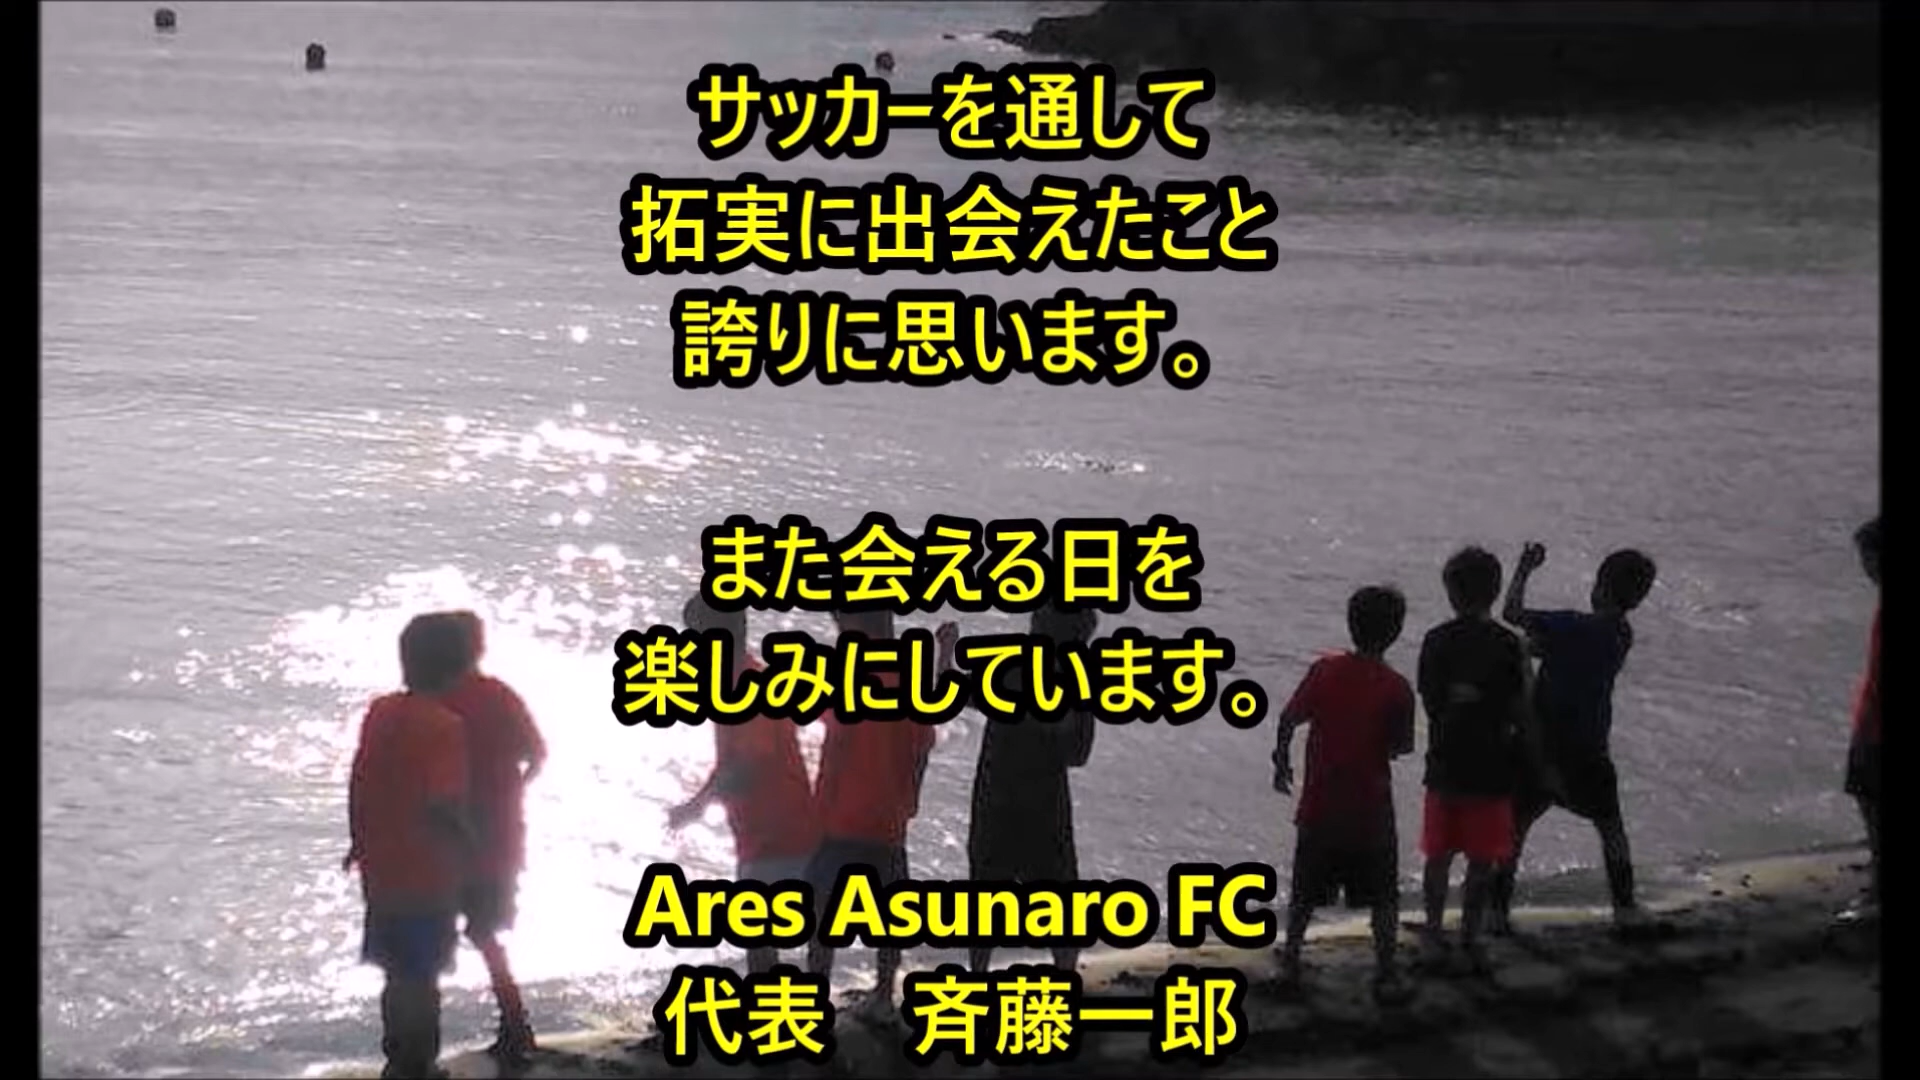 サッカーを通して
拓実に出会えたこと
誇りに思います。
また会える日を
楽しみにしています。
Ares Asunaro FC
代表　斉藤一郎